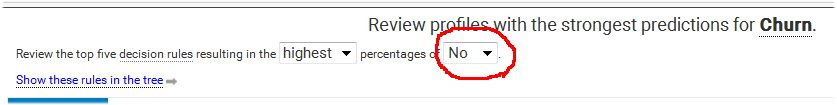 Review profiles with the strongest predictions for Churn.
Review the top five decision rules resulting in the highest percentages of No.
Show these rules in the tree